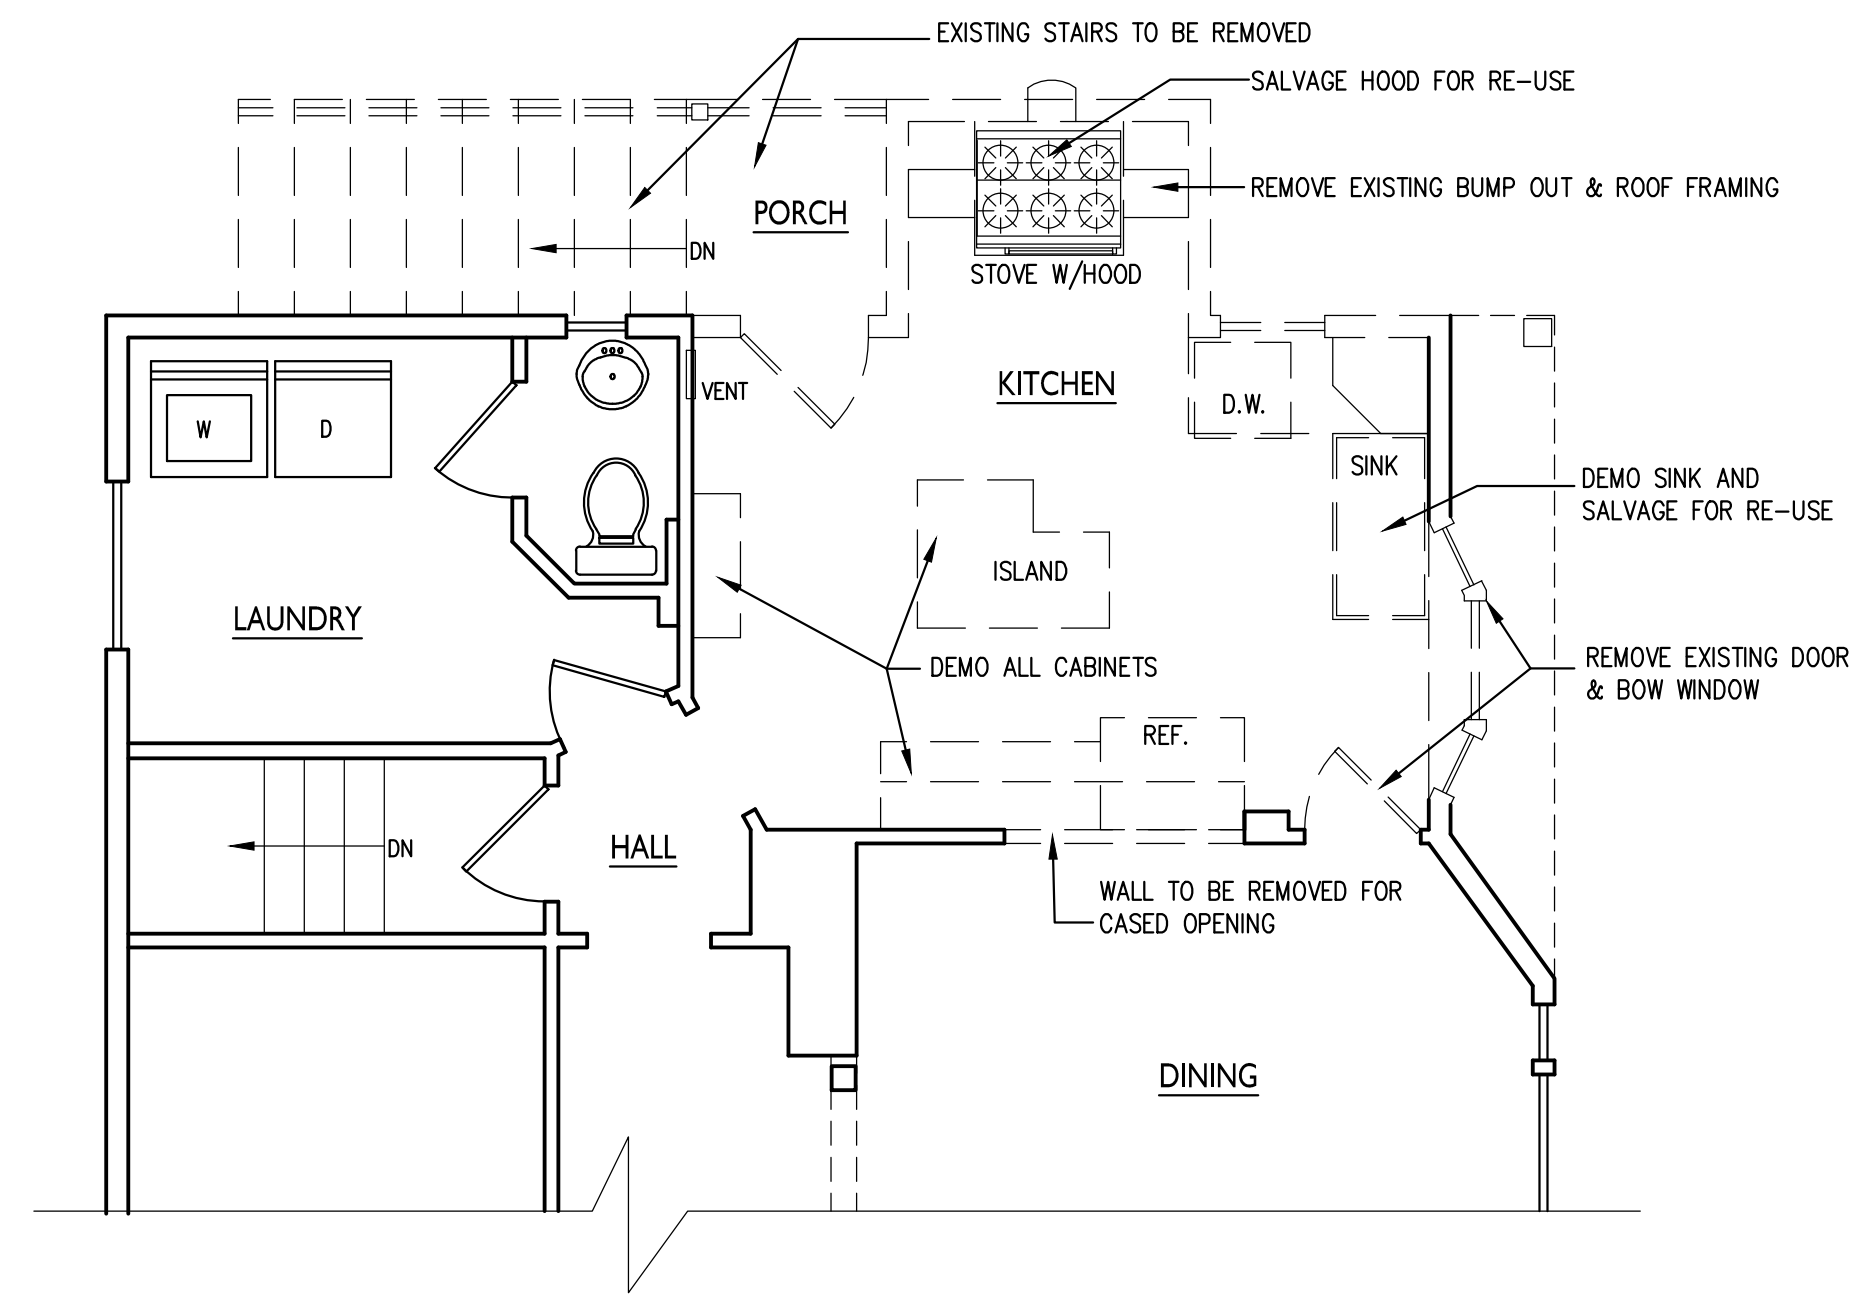 EXISTING STAIRS TO BE REMOVED
SALVAGE HOOD FOR RE-USE
REMOVE EXISTING BUMP OUT & ROOF FRAMING
PORCH
DN
STOVE W/HOOD
KITCHEN
VENT
D.W.
W
D
SINK
DEMO SINK AND
SALVAGE FOR RE-USE
ISLAND
LAUNDRY
DEMO ALL CABINETS
REMOVE EXISTING DOOR
& BOW WINDOW
REF.
DN
HALL
WALL TO BE REMOVED FOR
CASED OPENING
DINING